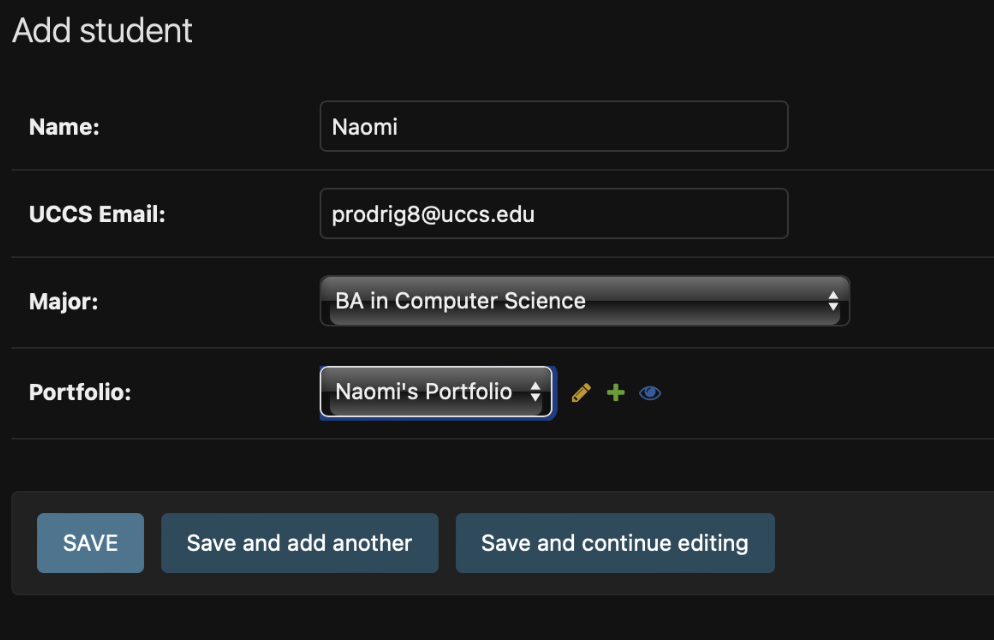 Add student
Name: Naomi
UCCS Email: prodrig8@uccs.edu
Major: BA in Computer Science
Portfolio: Naomi's Portfolio
SAVE Save and add another Save and continue editing